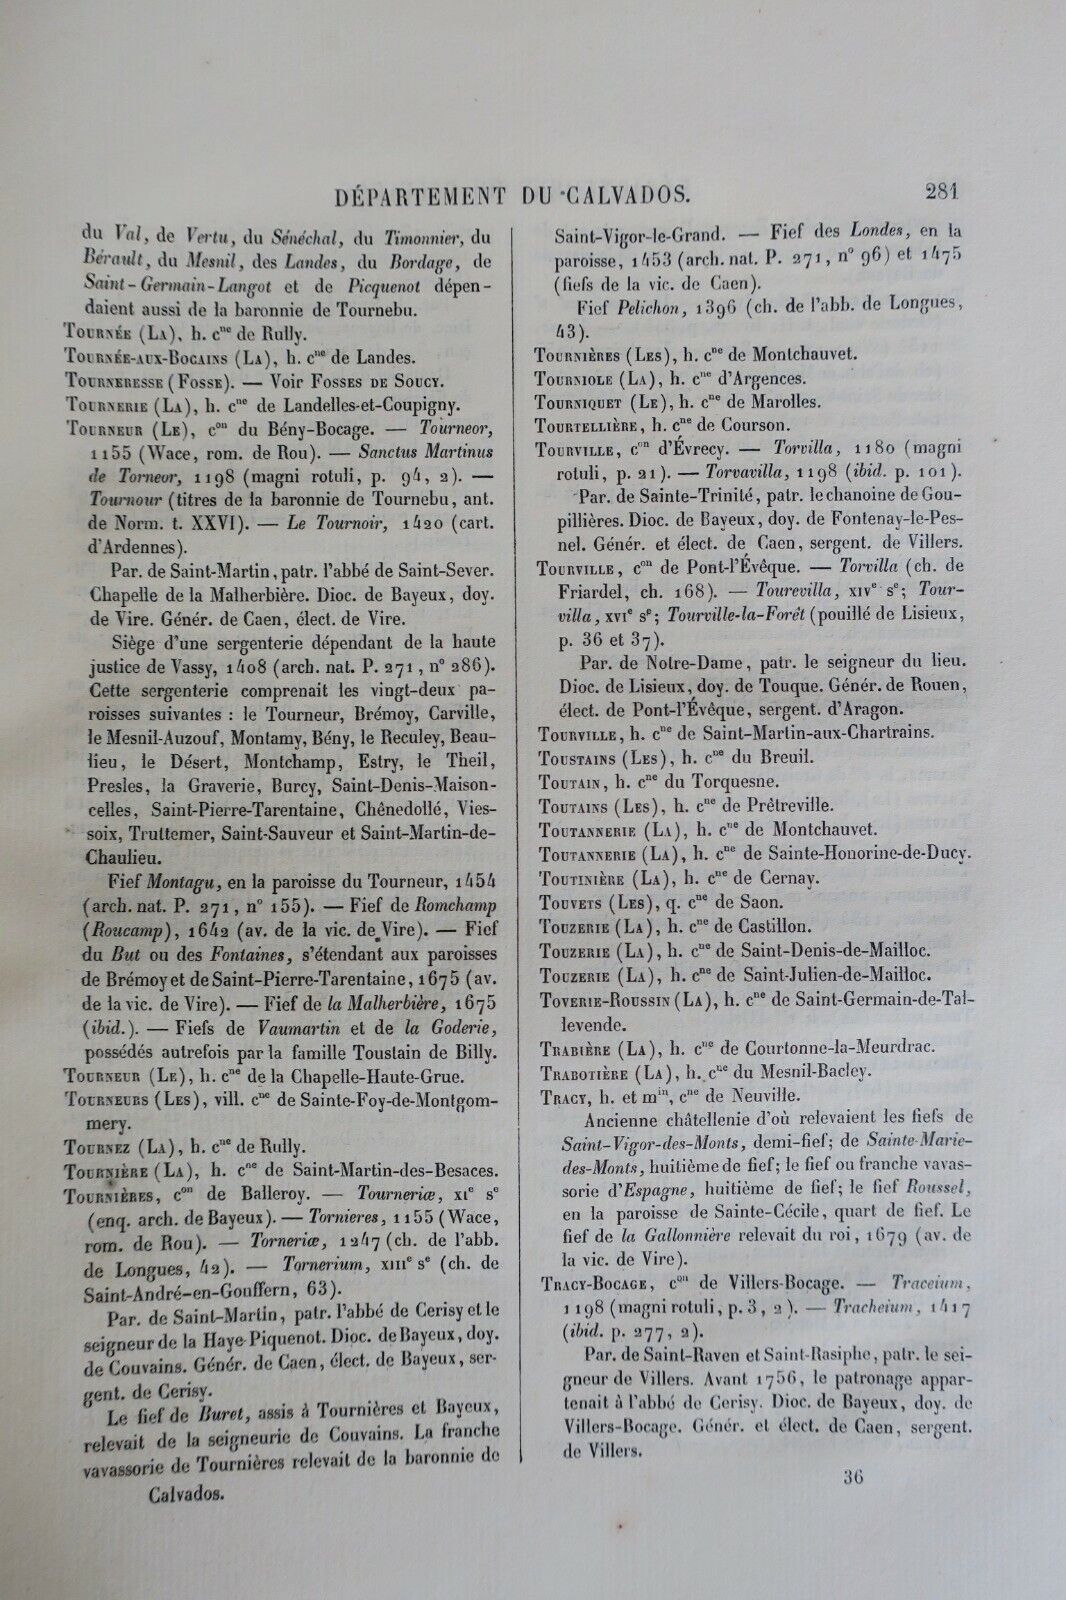 DÉPARTEMENT DU CALVADOS.
281
du Val, de Vertu, du Sénéchal, du Timonnier, du
Bérault, du Mesnil, des Landes, du Bordage, de
Saint-Germain-Langot et de Picquenot dépen-
daient aussi de la baronnie de Tournebu.
TOURNÉE (LA), h. cne de Rully.
TOURNÉE-AUX-BOCAINS (LA), h. cne de Landes.
TOURNERESSE (FOSSE). — Voir FOSSES DE SOUCY.
TOURNERIE (LA), h. cne de Landelles-et-Coupigny.
TOURNEUR (LE), con du Bény-Bocage. — Tourneor,
1155 (Wace, rom. de Rou). — Sanctus Martinus
de Torneor, 1198 (magni rotuli, p. 94, 2). —
Tournour (titres de la baronnie de Tournebu, ant.
de Norm. t. XXVI). — Le Tournoir, 1420 (cart.
d'Ardennes).
Par. de Saint-Martin, patr. l'abbé de Saint-Sever.
Chapelle de la Malherbière. Dioc. de Bayeux, doy.
de Vire. Génér. de Caen, élect. de Vire.
Siège d'une sergenterie dépendant de la haute
justice de Vassy, 1408 (arch. nat. P. 271, n° 286).
Cette sergenterie comprenait les vingt-deux pa-
roisses suivantes : le Tourneur, Brémoy, Carville,
le Mesnil-Auzouf, Montamy, Bény, le Reculey, Beau-
lieu, le Désert, Montchamp, Estry, le Theil,
Presles, la Graverie, Burcy, Saint-Denis-Maison-
celles, Saint-Pierre-Tarentaine, Chênedollé, Vies-
soix, Truttemer, Saint-Sauveur et Saint-Martin-de-
Chaulieu.
Fief Montagu, en la paroisse du Tourneur, 1454
(arch. nat. P. 271, n° 155). — Fief de Romchamp
(Roucamp), 1642 (av. de la vic. de Vire). — Fief
du But ou des Fontaines, s'étendant aux paroisses
de Brémoy et de Saint-Pierre-Tarentaine, 1675 (av.
de la vic. de Vire). — Fief de la Malherbière, 1675
(ibid.). — Fiefs de Vaumartin et de la Goderie,
possédés autrefois par la famille Toustain de Billy.
TOURNEUR (LE), h. cne de la Chapelle-Haute-Grue.
TOURNEURS (LES), vill. cne de Sainte-Foy-de-Montgom-
mery.
TOURNEZ (LA), h. cne de Rully.
TOURNIÈRE (LA), h. cne de Saint-Martin-des-Besaces.
TOURNIÈRES, con de Balleroy. — Tourneriæ, XIe se
(enq. arch. de Bayeux). — Tornieres, 1155 (Wace,
rom. de Rou). — Torneriæ, 1247 (ch. de l'abb.
de Longues, 42). — Tornerium, XIIIe se (ch. de
Saint-André-en-Gouffern, 63).
Par. de Saint-Martin, patr. l'abbé de Cerisy et le
seigneur de la Haye-Piquenot. Dioc. de Bayeux, doy.
de Couvains. Génér. de Caen, élect. de Bayeux, ser-
gent. de Cerisy.
Le fief de Buret, assis à Tournières et Bayeux,
relevait de la seigneurie de Couvains. La franche
vavassorie de Tournières relevait de la baronnie de
Calvados.
Saint-Vigor-le-Grand. — Fief des Londes, en la
paroisse, 1453 (arch. nat. P. 271, n° 96) et 1475
(fiefs de la vic. de Caen).
Fief Pelichon, 1396 (ch. de l'abb. de Longues,
43).
TOURNIÈRES (LES), h. cne de Montchauvet.
TOURNIOLE (LA), h. cne d'Argences.
TOURNIQUET (LE), h. cne de Marolles.
TOURTELLIÈRE, h. cne de Courson.
TOURVILLE, con d'Évrecy. — Torvilla, 1180 (magni
rotuli, p. 21). — Torvavilla, 1198 (ibid. p. 101).
Par. de Sainte-Trinité, patr. le chanoine de Gou-
pillières. Dioc. de Bayeux, doy. de Fontenay-le-Pes-
nel. Génér. et élect. de Caen, sergent. de Villers.
TOURVILLE, con de Pont-l'Évêque. — Torvilla (ch. de
Friardel, ch. 168). — Tourevilla, XIVe se; Tour-
villa, XVIe se; Tourville-la-Forêt (pouillé de Lisieux,
p. 36 et 37).
Par. de Notre-Dame, patr. le seigneur du lieu.
Dioc. de Lisieux, doy. de Touque. Génér. de Rouen,
élect. de Pont-l'Évêque, sergent. d'Aragon.
TOURVILLE, h. cne de Saint-Martin-aux-Chartrains.
TOUSTAINS (LES), h. cne du Breuil.
TOUTAIN, h. cne du Torquesne.
TOUTAINS (LES), h. cne de Prêtreville.
TOUTANNERIE (LA), h. cne de Montchauvet.
TOUTANNERIE (LA), h. cne de Sainte-Honorine-de-Ducy.
TOUTINIÈRE (LA), h. cne de Cernay.
TOUVETS (LES), q. cne de Saon.
TOUZERIE (LA), h. cne de Castillon.
TOUZERIE (LA), h. cne de Saint-Denis-de-Mailloc.
TOUZERIE (LA), h. cne de Saint-Julien-de-Mailloc.
TOVERIE-ROUSSIN (LA), h. cne de Saint-Germain-de-Tal-
levende.
TRABIÈRE (LA), h. cne de Courtonne-la-Meurdrac.
TRABOTIÈRE (LA), h. cne du Mesnil-Bacley.
TRACY, h. et min, cne de Neuville.
Ancienne châtellenie d'où relevaient les fiefs de
Saint-Vigor-des-Monts, demi-fief; de Sainte-Marie-
des-Monts, huitième de fief; le fief ou franche vavas-
sorie d'Espagne, huitième de fief; le fief Roussel,
en la paroisse de Sainte-Cécile, quart de fief. Le
fief de la Gallonnière relevait du roi, 1679 (av. de
la vic. de Vire).
TRACY-BOCAGE, con de Villers-Bocage. — Traceium,
1198 (magni rotuli, p. 3, 2). — Tracheium, 1417
(ibid. p. 277, 2).
Par. de Saint-Raven et Saint-Rasiphe, patr. le sei-
gneur de Villers. Avant 1756, le patronage appar-
tenait à l'abbé de Cerisy. Dioc. de Bayeux, doy. de
Villers-Bocage. Génér. et élect. de Caen, sergent.
de Villers.
36